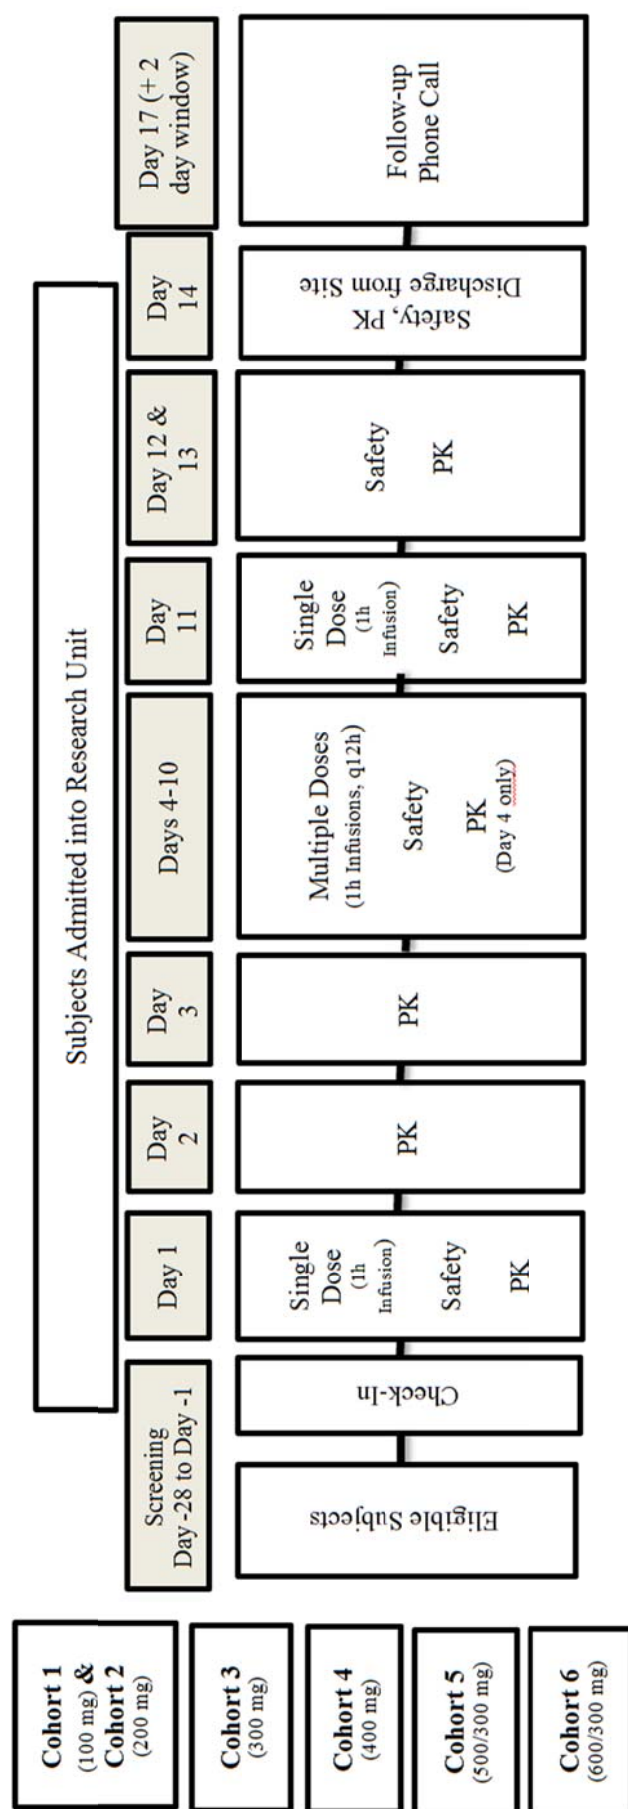 Subjects Admitted into Research Unit
Cohort 1
(100 mg) &
Cohort 2
(200 mg)
Cohort 3
(300 mg)
Cohort 4
(400 mg)
Cohort 5
(500/300 mg)
Cohort 6
(600/300 mg)
Screening
Day -28 to Day -1
Eligible Subjects
Check-In
Day 1
Single
Dose
(1h
Infusion)
Safety
PK
Day
2
PK
Day
3
PK
Days 4-10
Multiple Doses
(1h Infusions, q12h)
Safety
PK
(Day 4 only)
Day
11
Single
Dose
(1h
Infusion)
Safety
PK
Day 12 &
13
Safety
PK
Day
14
Safety, PK
Discharge from Site
Day 17 (+ 2
day window)
Follow-up
Phone Call